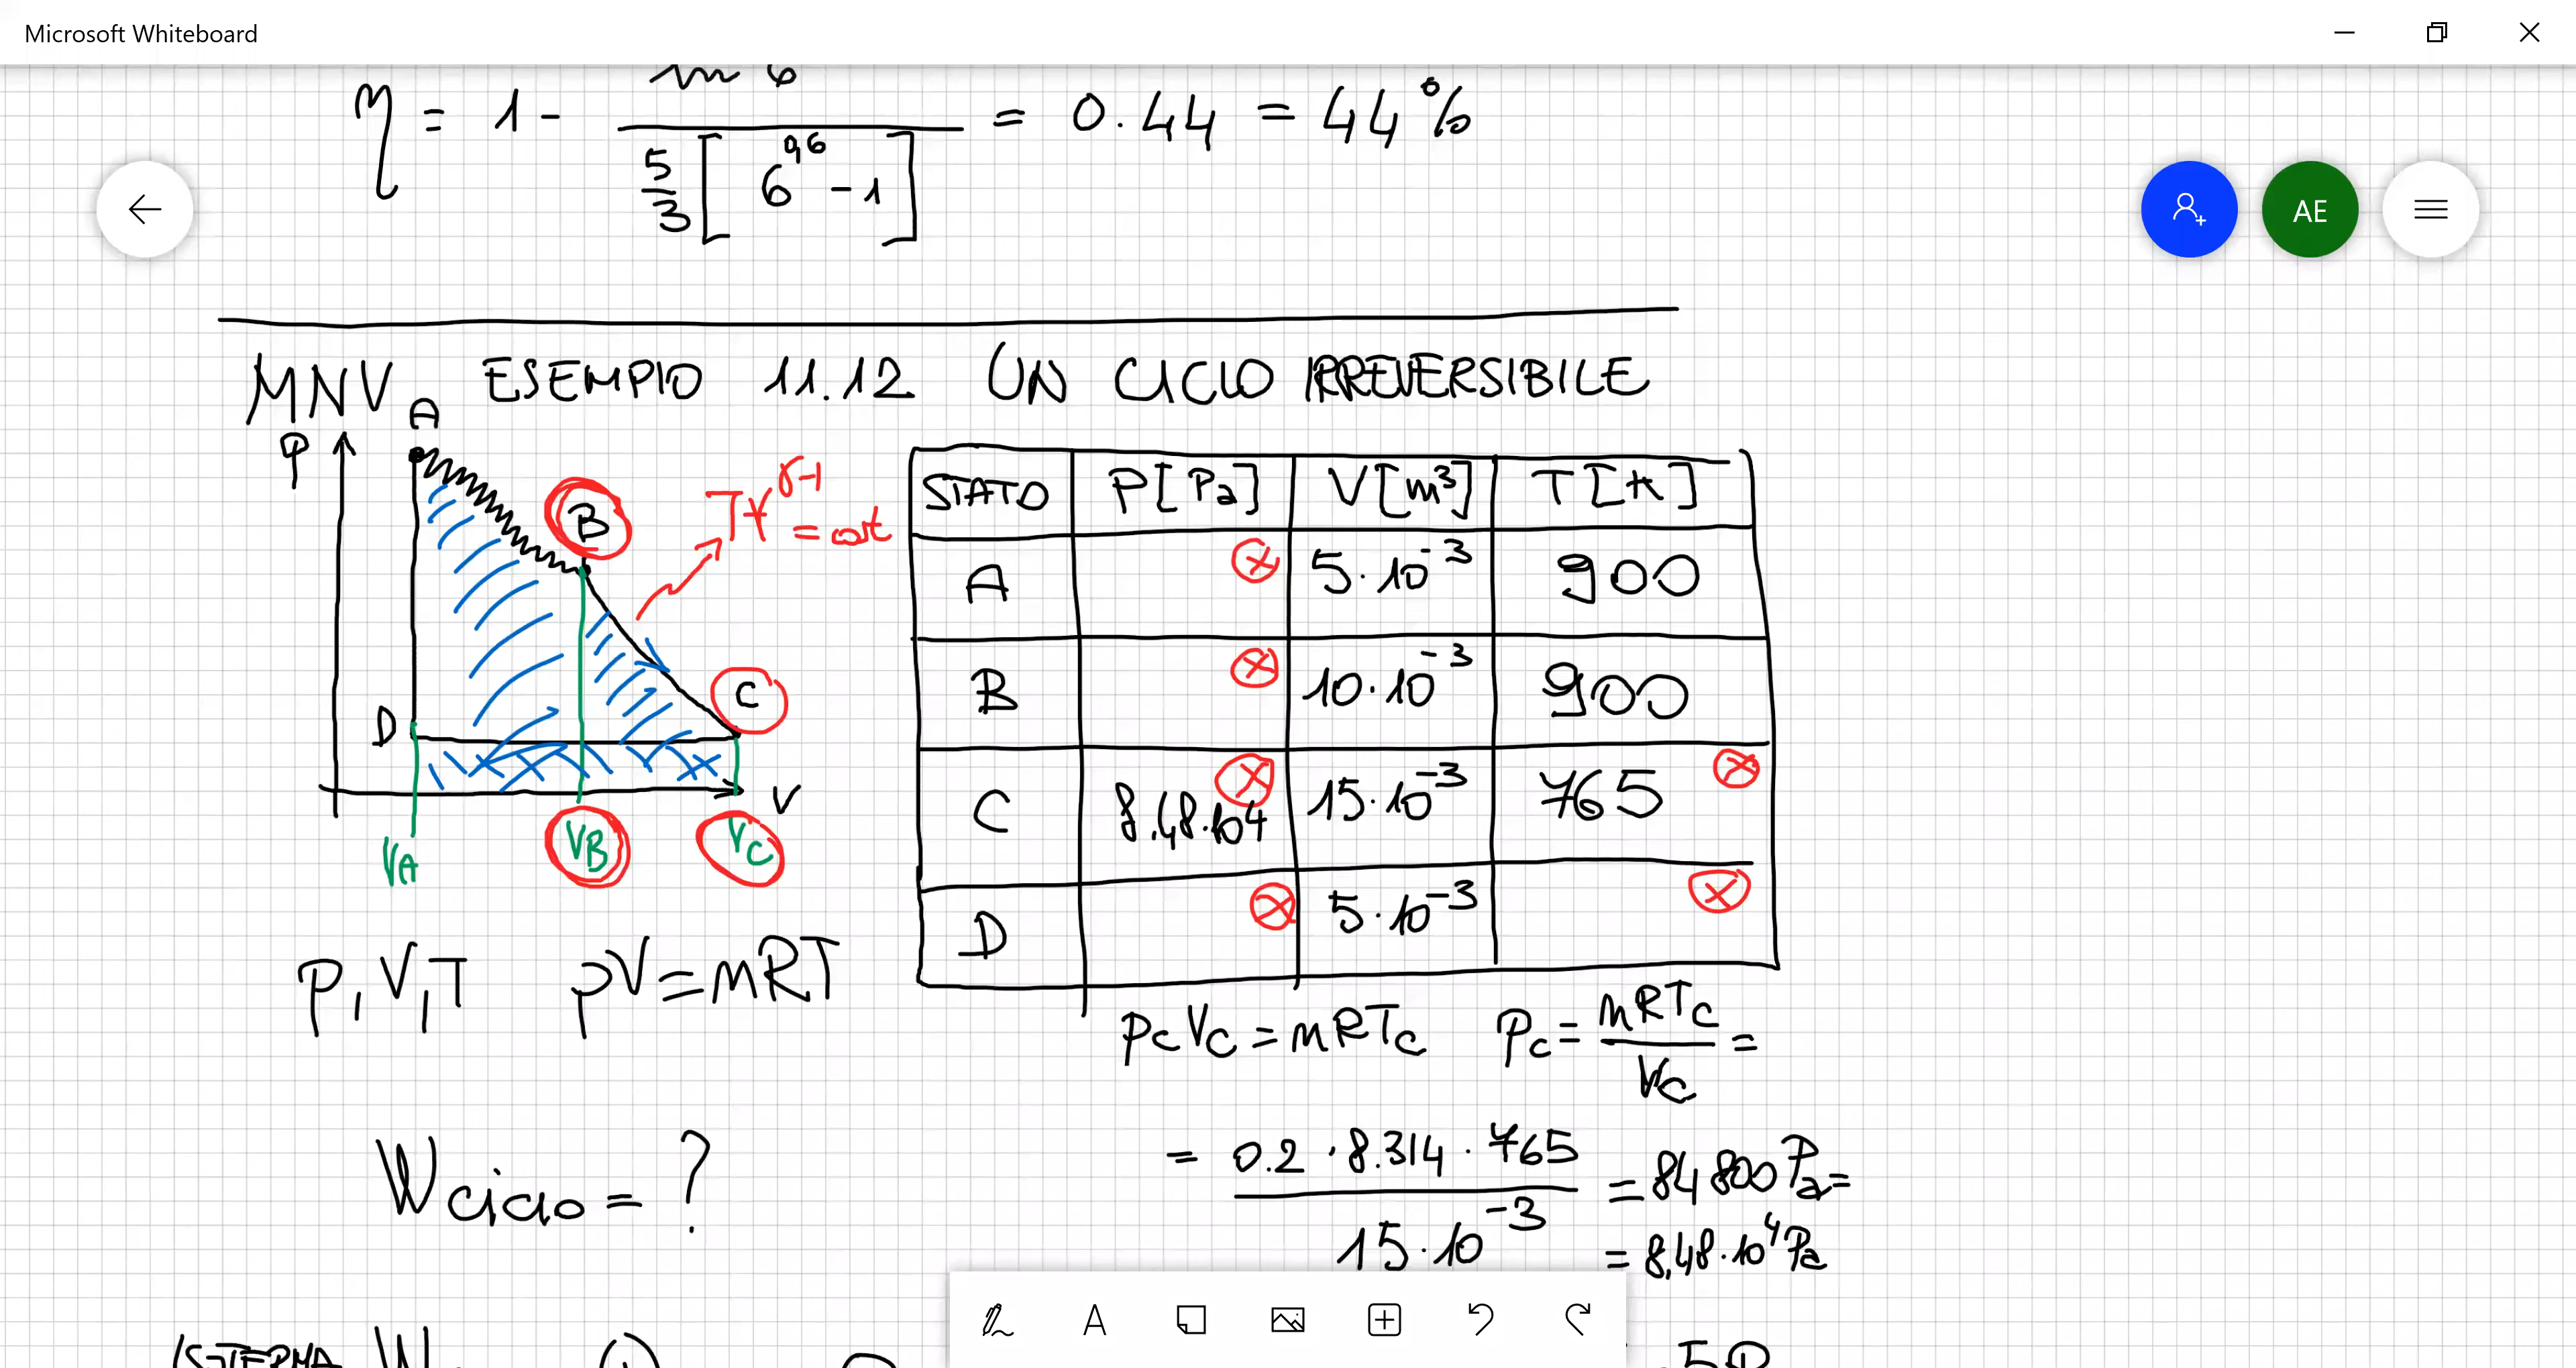 Microsoft Whiteboard
η = 1 - ln 6 / 5/3 [6^0,6 - 1] = 0.44 = 44%
AE
MNV ESEMPIO 11.12 UN CICLO IRREVERSIBILE
P A
B TV^γ-1 = cost
C
D
V
VA VB VC
STATO P[Pa] V[m³] T[K]
A 5·10⁻³ 900
B 10·10⁻³ 900
C 8.48·104 15·10⁻³ 765
D 5·10⁻³
P,V,T pV=nRT
PcVc = nRTc Pc = nRTc / Vc =
Wciclo = ?
= 0.2 · 8.314 · 765 / 15·10⁻³ = 84800 Pa =
= 8,48·10⁴ Pa
ISOTERMA